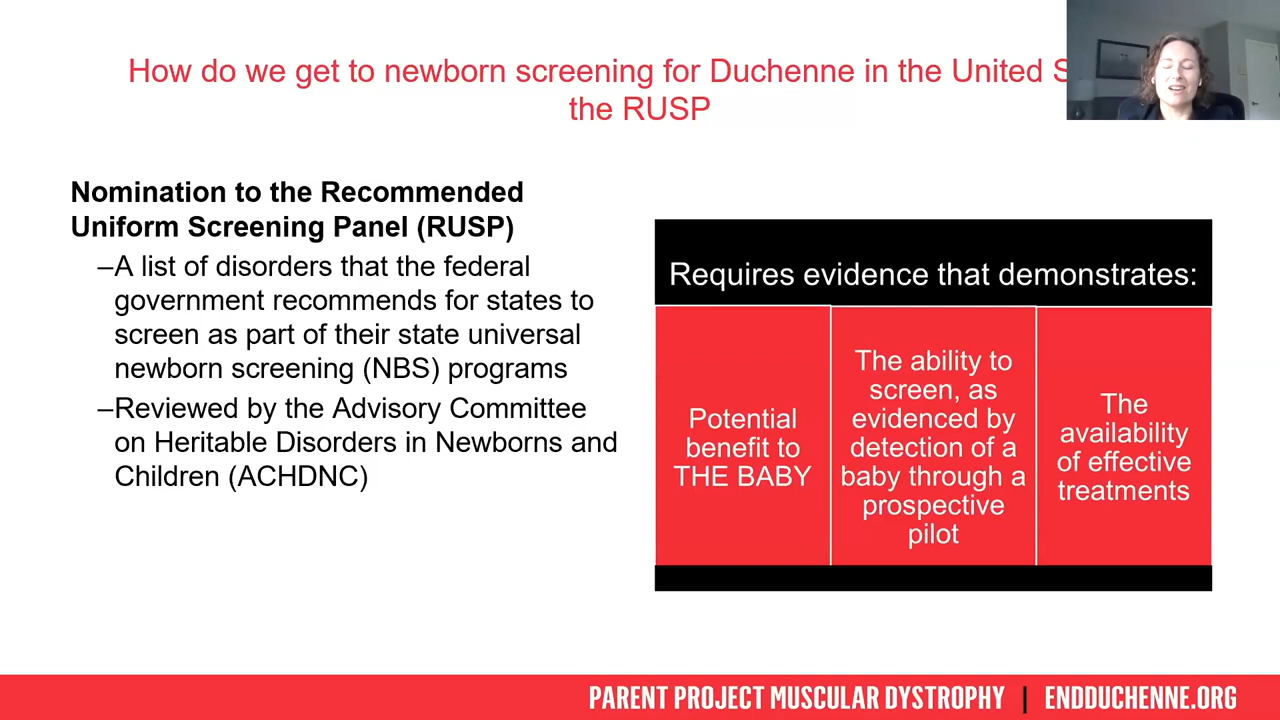 How do we get to newborn screening for Duchenne in the United S
the RUSP
Nomination to the Recommended
Uniform Screening Panel (RUSP)
–A list of disorders that the federal
government recommends for states to
screen as part of their state universal
newborn screening (NBS) programs
–Reviewed by the Advisory Committee
on Heritable Disorders in Newborns and
Children (ACHDNC)
Requires evidence that demonstrates:
Potential
benefit to
THE BABY
The ability to
screen, as
evidenced by
detection of a
baby through a
prospective
pilot
The
availability
of effective
treatments
PARENT PROJECT MUSCULAR DYSTROPHY | ENDDUCHENNE.ORG